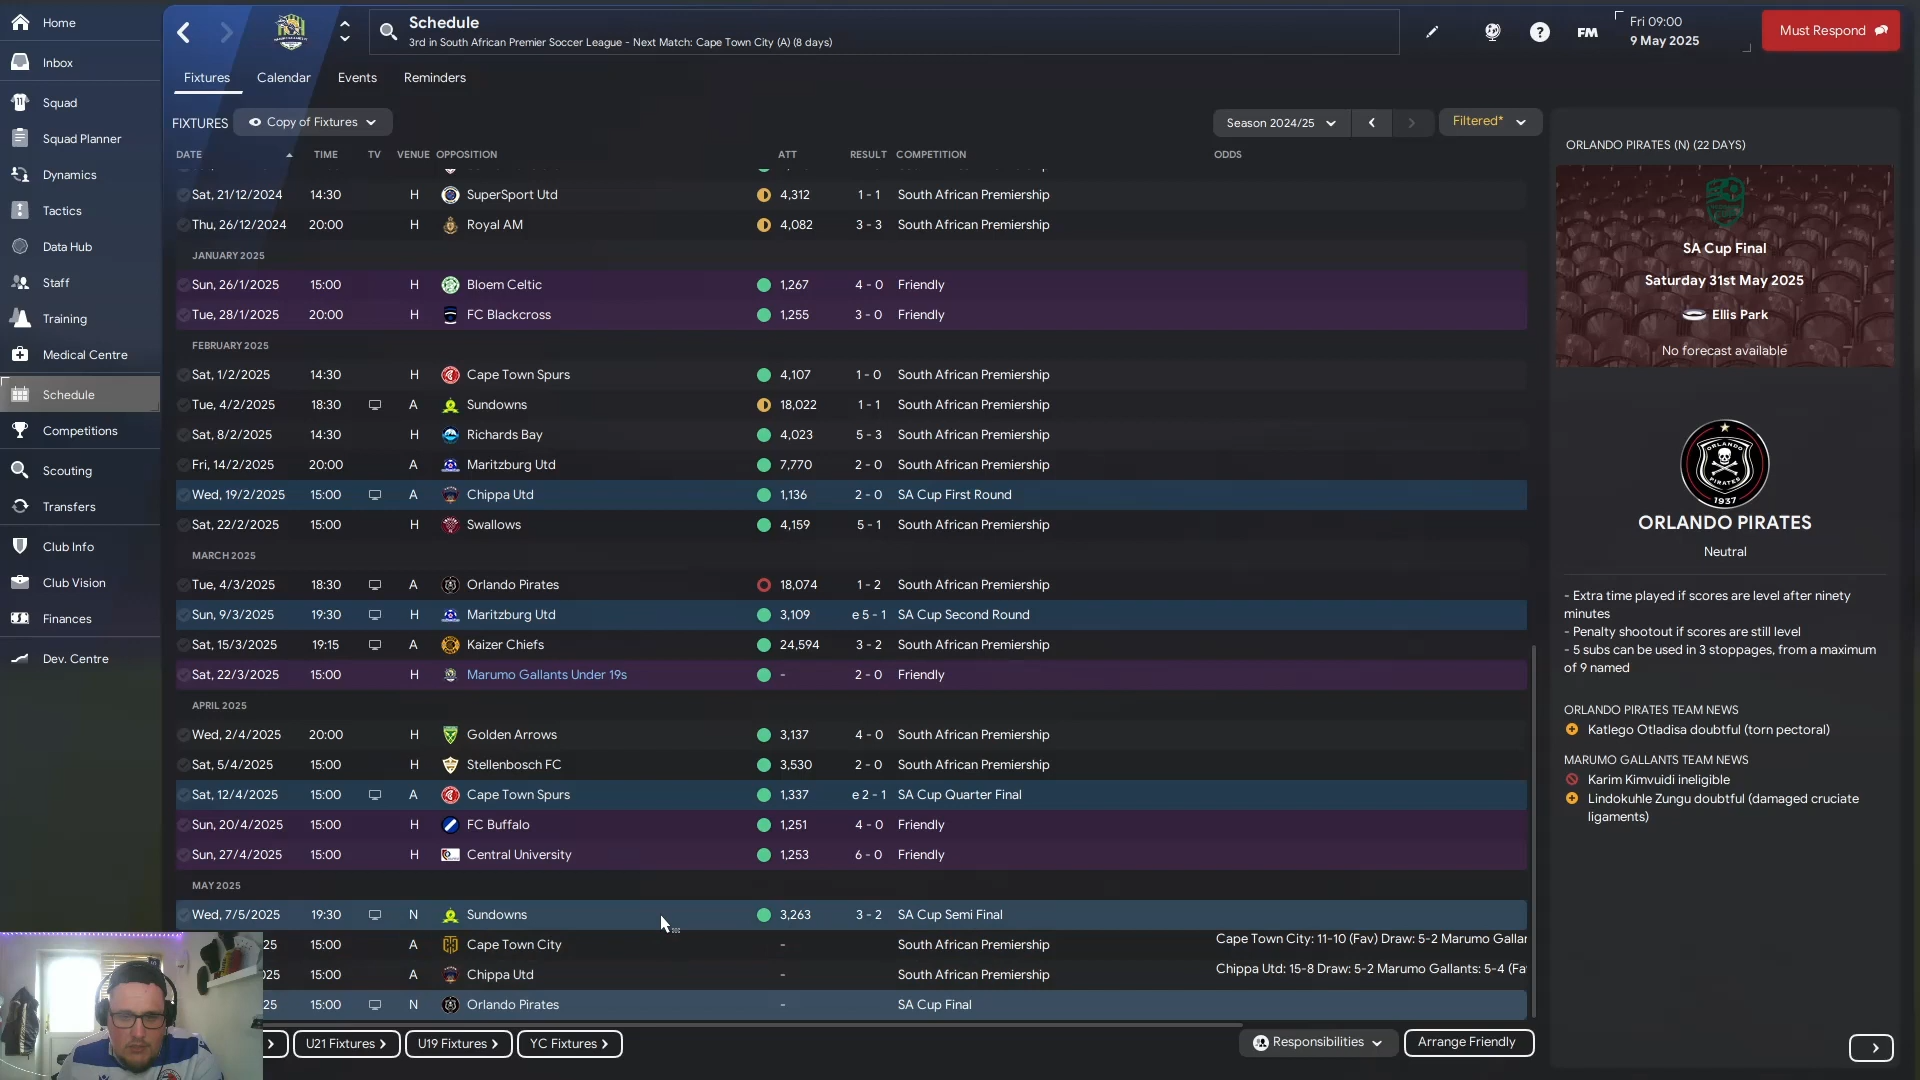 Home
Inbox
Squad
Squad Planner
Dynamics
Tactics
Data Hub
Staff
Training
Medical Centre
Schedule
Competitions
Scouting
Transfers
Club Info
Club Vision
Finances
Dev. Centre
Schedule
3rd in South African Premier Soccer League - Next Match: Cape Town City (A) (8 days)
FM
Fri 09:00
9 May 2025
Must Respond
Fixtures Calendar Events Reminders
FIXTURES Copy of Fixtures
Season 2024/25
Filtered*
DATE TIME TV VENUE OPPOSITION ATT RESULT COMPETITION ODDS
Sat, 21/12/2024 14:30 H SuperSport Utd 4,312 1 - 1 South African Premiership
Thu, 26/12/2024 20:00 H Royal AM 4,082 3 - 3 South African Premiership
JANUARY 2025
Sun, 26/1/2025 15:00 H Bloem Celtic 1,267 4 - 0 Friendly
Tue, 28/1/2025 20:00 H FC Blackcross 1,255 3 - 0 Friendly
FEBRUARY 2025
Sat, 1/2/2025 14:30 H Cape Town Spurs 4,107 1 - 0 South African Premiership
Tue, 4/2/2025 18:30 A Sundowns 18,022 1 - 1 South African Premiership
Sat, 8/2/2025 14:30 H Richards Bay 4,023 5 - 3 South African Premiership
Fri, 14/2/2025 20:00 A Maritzburg Utd 7,770 2 - 0 South African Premiership
Wed, 19/2/2025 15:00 A Chippa Utd 1,136 2 - 0 SA Cup First Round
Sat, 22/2/2025 15:00 H Swallows 4,159 5 - 1 South African Premiership
MARCH 2025
Tue, 4/3/2025 18:30 A Orlando Pirates 18,074 1 - 2 South African Premiership
Sun, 9/3/2025 19:30 H Maritzburg Utd 3,109 e 5 - 1 SA Cup Second Round
Sat, 15/3/2025 19:15 A Kaizer Chiefs 24,594 3 - 2 South African Premiership
Sat, 22/3/2025 15:00 H Marumo Gallants Under 19s - 2 - 0 Friendly
APRIL 2025
Wed, 2/4/2025 20:00 H Golden Arrows 3,137 4 - 0 South African Premiership
Sat, 5/4/2025 15:00 H Stellenbosch FC 3,530 2 - 0 South African Premiership
Sat, 12/4/2025 15:00 A Cape Town Spurs 1,337 e 2 - 1 SA Cup Quarter Final
Sun, 20/4/2025 15:00 H FC Buffalo 1,251 4 - 0 Friendly
Sun, 27/4/2025 15:00 H Central University 1,253 6 - 0 Friendly
MAY 2025
Wed, 7/5/2025 19:30 N Sundowns 3,263 3 - 2 SA Cup Semi Final
25 15:00 A Cape Town City - South African Premiership Cape Town City: 11-10 (Fav) Draw: 5-2 Marumo Gallar
25 15:00 A Chippa Utd - South African Premiership Chippa Utd: 15-8 Draw: 5-2 Marumo Gallants: 5-4 (Fa
25 15:00 N Orlando Pirates - SA Cup Final
U21 Fixtures U19 Fixtures YC Fixtures
Responsibilities
Arrange Friendly
ORLANDO PIRATES (N) (22 DAYS)
SA Cup Final
Saturday 31st May 2025
Ellis Park
No forecast available
ORLANDO PIRATES
1937
ORLANDO PIRATES
Neutral
- Extra time played if scores are level after ninety
minutes
- Penalty shootout if scores are still level
- 5 subs can be used in 3 stoppages, from a maximum
of 9 named
ORLANDO PIRATES TEAM NEWS
Katlego Otladisa doubtful (torn pectoral)
MARUMO GALLANTS TEAM NEWS
Karim Kimvuidi ineligible
Lindokuhle Zungu doubtful (damaged cruciate
ligaments)